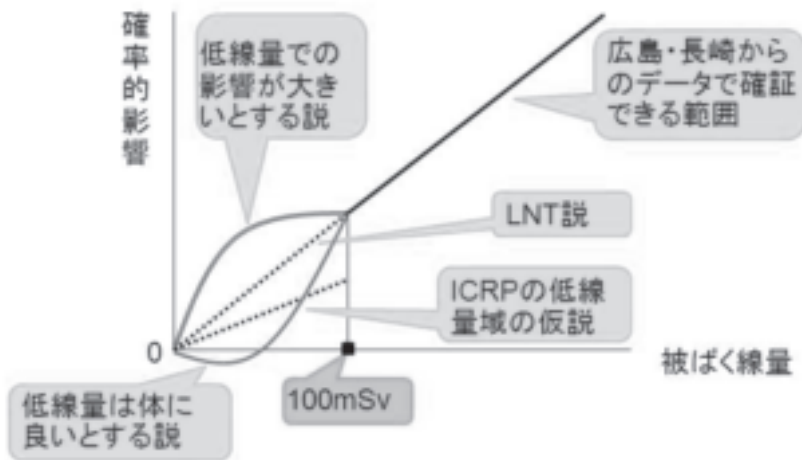 確率的影響
低線量での
影響が大き
いとする説
広島・長崎から
のデータで確証
できる範囲
LNT説
ICRPの低線
量域の仮説
0
被ばく線量
100mSv
低線量は体に
良いとする説